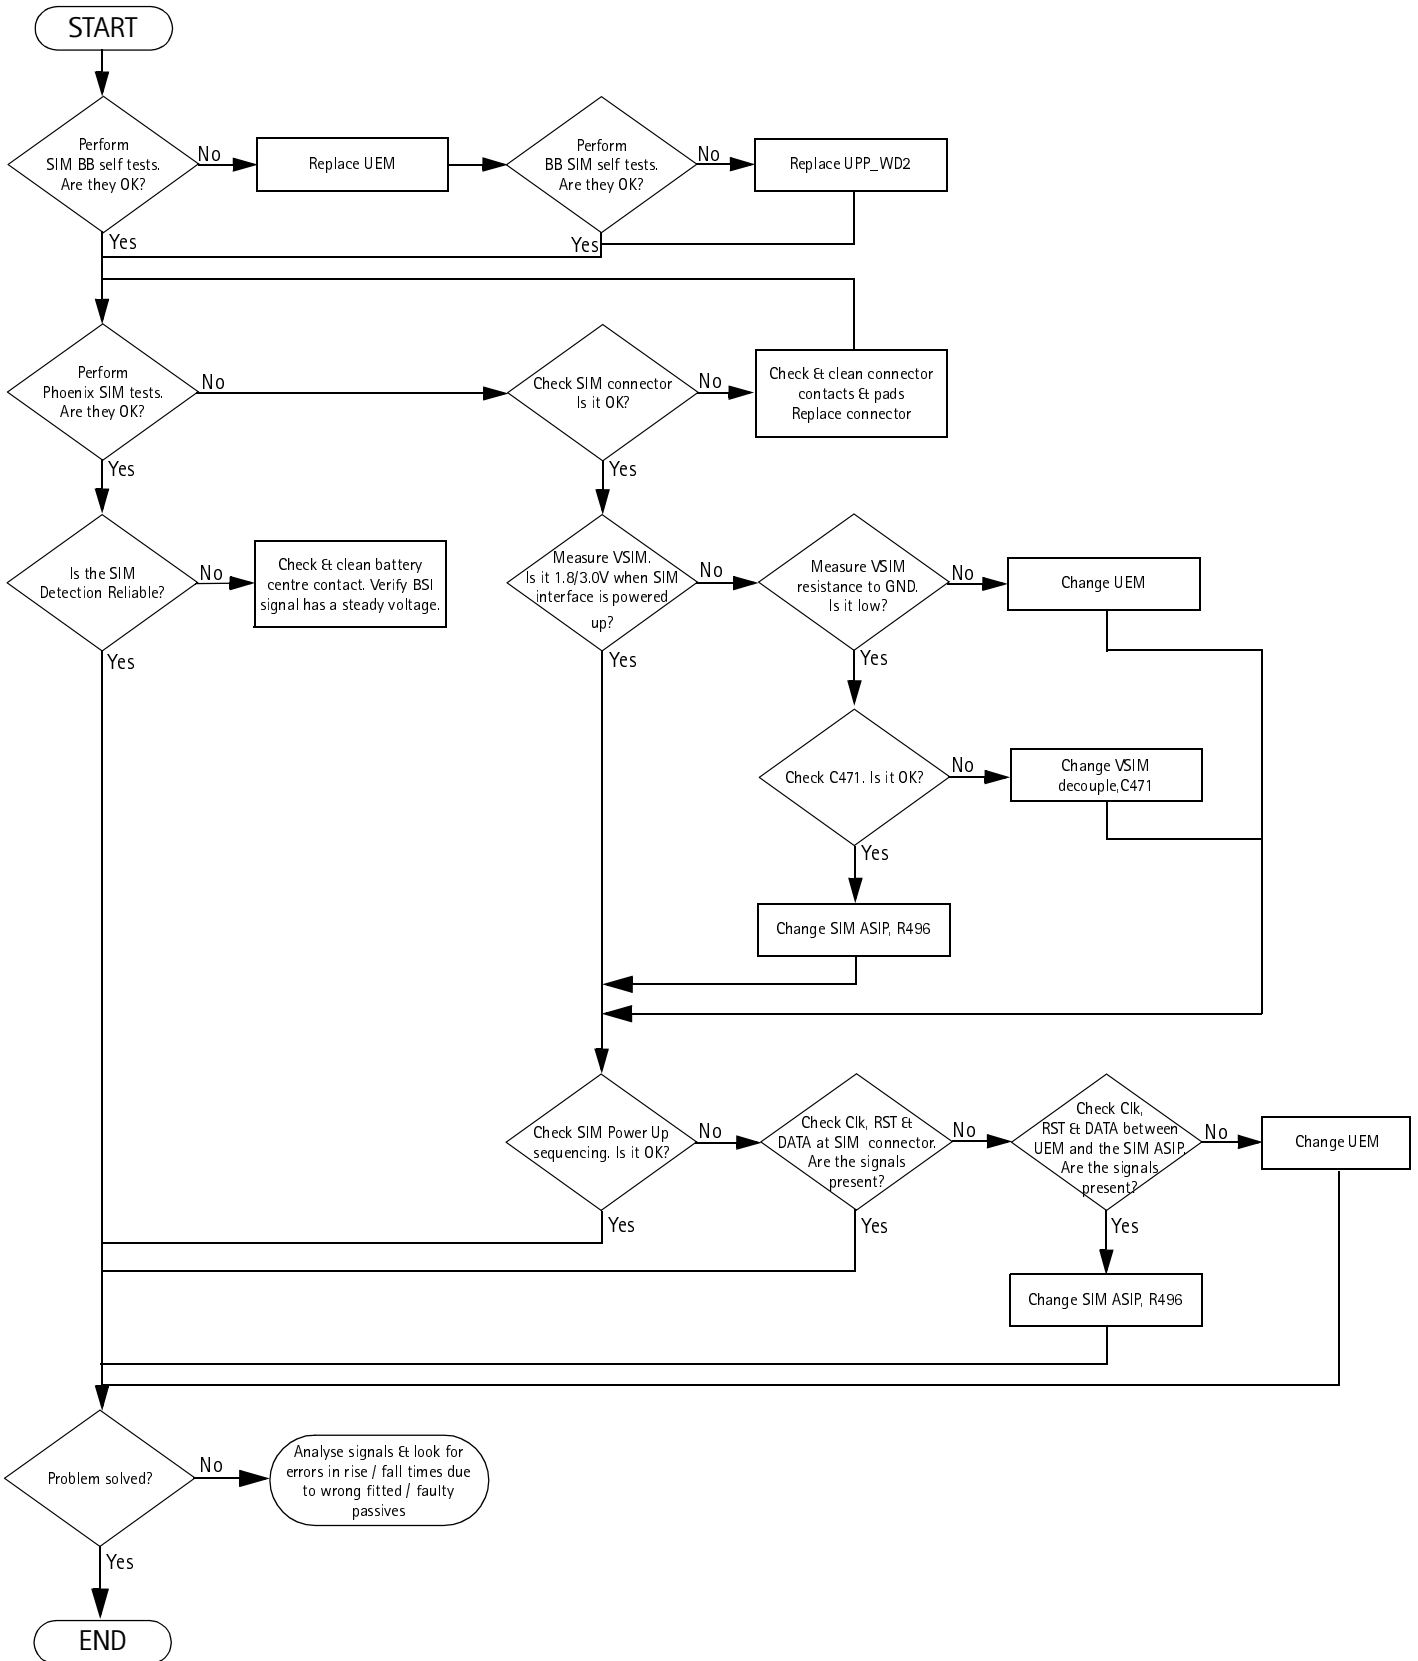 START
Perform
SIM BB self tests.
Are they OK?
No
Replace UEM
Perform
BB SIM self tests.
Are they OK?
No
Replace UPP_WD2
Yes
Yes
Perform
Phoenix SIM tests.
Are they OK?
No
Check SIM connector
Is it OK?
No
Check & clean connector
contacts & pads
Replace connector
Yes
Yes
Is the SIM
Detection Reliable?
No
Check & clean battery
centre contact. Verify BSI
signal has a steady voltage.
Measure VSIM.
Is it 1.8/3.0V when SIM
interface is powered
up?
No
Measure VSIM
resistance to GND.
Is it low?
No
Change UEM
Yes
Yes
Yes
Check C471. Is it OK?
No
Change VSIM
decouple,C471
Yes
Change SIM ASIP, R496
Check SIM Power Up
sequencing. Is it OK?
No
Check Clk, RST &
DATA at SIM connector.
Are the signals
present?
No
Check Clk,
RST & DATA between
UEM and the SIM ASIP.
Are the signals
present?
No
Change UEM
Yes
Yes
Yes
Change SIM ASIP, R496
Problem solved?
No
Analyse signals & look for
errors in rise / fall times due
to wrong fitted / faulty
passives
Yes
END